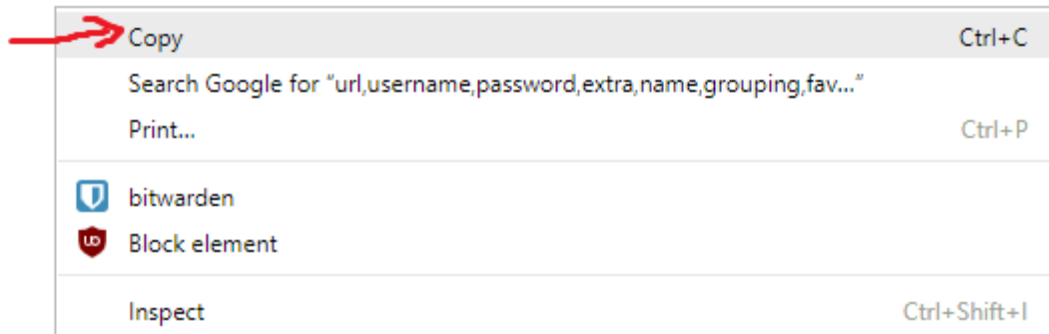 Copy Ctrl+C
Search Google for “url,username,password,extra,name,grouping,fav...”
Print... Ctrl+P
bitwarden
Block element
Inspect Ctrl+Shift+I